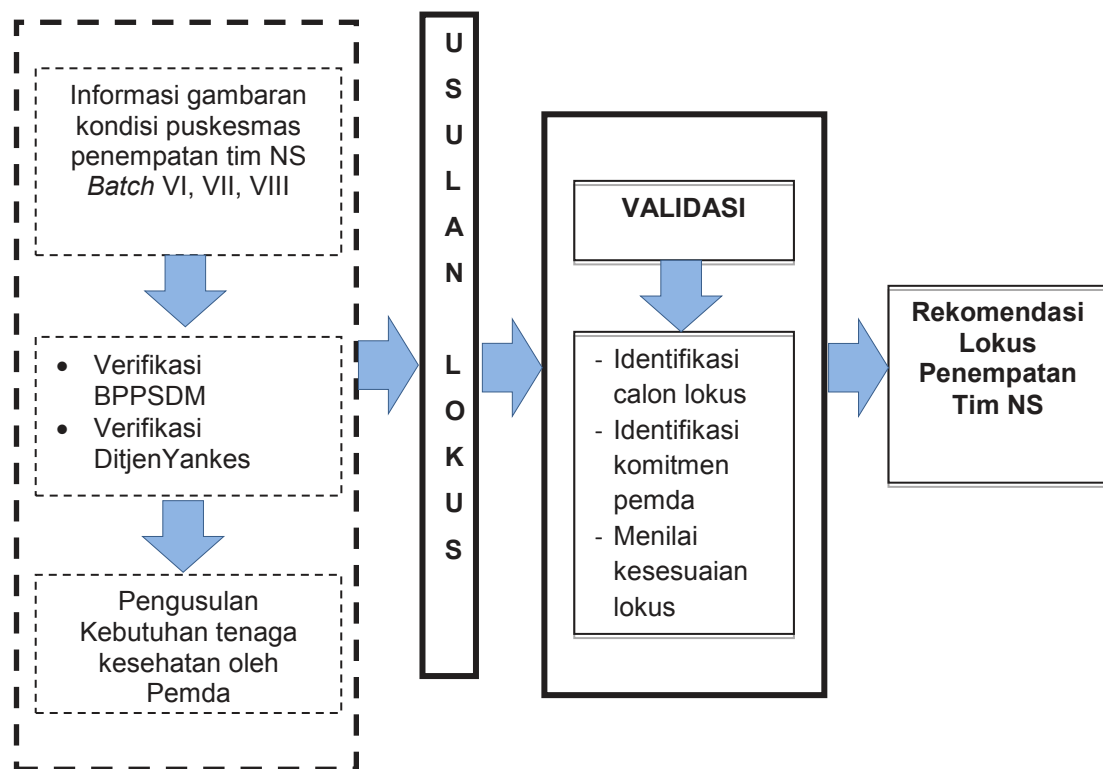 Informasi gambaran
kondisi puskesmas
penempatan tim NS
Batch VI, VII, VIII
• Verifikasi
BPPSDM
• Verifikasi
DitjenYankes
Pengusulan
Kebutuhan tenaga
kesehatan oleh
Pemda
U
S
U
L
A
N
L
O
K
U
S
VALIDASI
- Identifikasi
calon lokus
- Identifikasi
komitmen
pemda
- Menilai
kesesuaian
lokus
Rekomendasi
Lokus
Penempatan
Tim NS